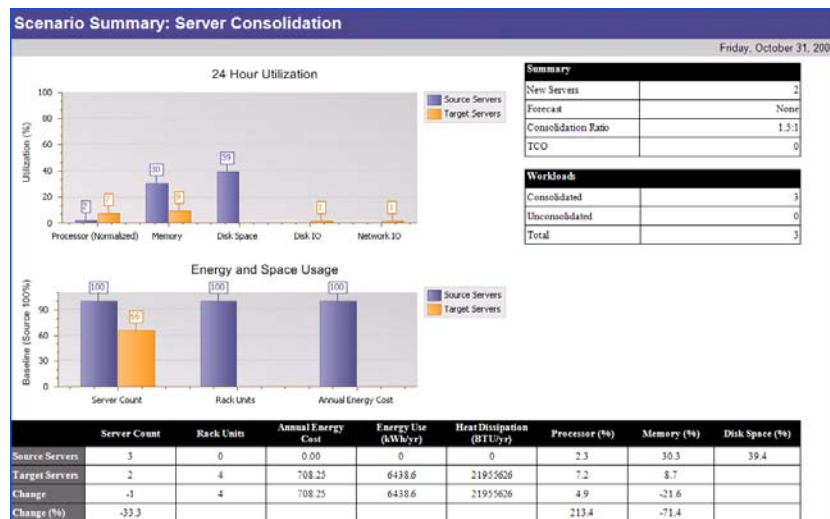 Scenario Summary: Server Consolidation
Friday, October 31, 200
24 Hour Utilization
Utilization (%)
100
80
60
40
20
0
2
7
30
9
39
1
1
Processor (Normalized) Memory Disk Space Disk IO Network IO
Source Servers
Target Servers
Summary
New Servers 2
Forecast None
Consolidation Ratio 1.5:1
TCO 0
Workloads
Consolidated 3
Unconsolidated 0
Total 3
Energy and Space Usage
Baseline (Source 100%)
90
60
30
0
100
66
100
100
Server Count Rack Units Annual Energy Cost
Source Servers
Target Servers
Server Count Rack Units Annual Energy Cost Energy Use (kWh/yr) Heat Dissipation (BTU/yr) Processor (%) Memory (%) Disk Space (%)
Source Servers 3 0 0.00 0 0 2.3 30.3 39.4
Target Servers 2 4 708.25 6438.6 21955626 7.2 8.7
Change -1 4 708.25 6438.6 21955626 4.9 -21.6
Change (%) -33.3 213.4 -71.4